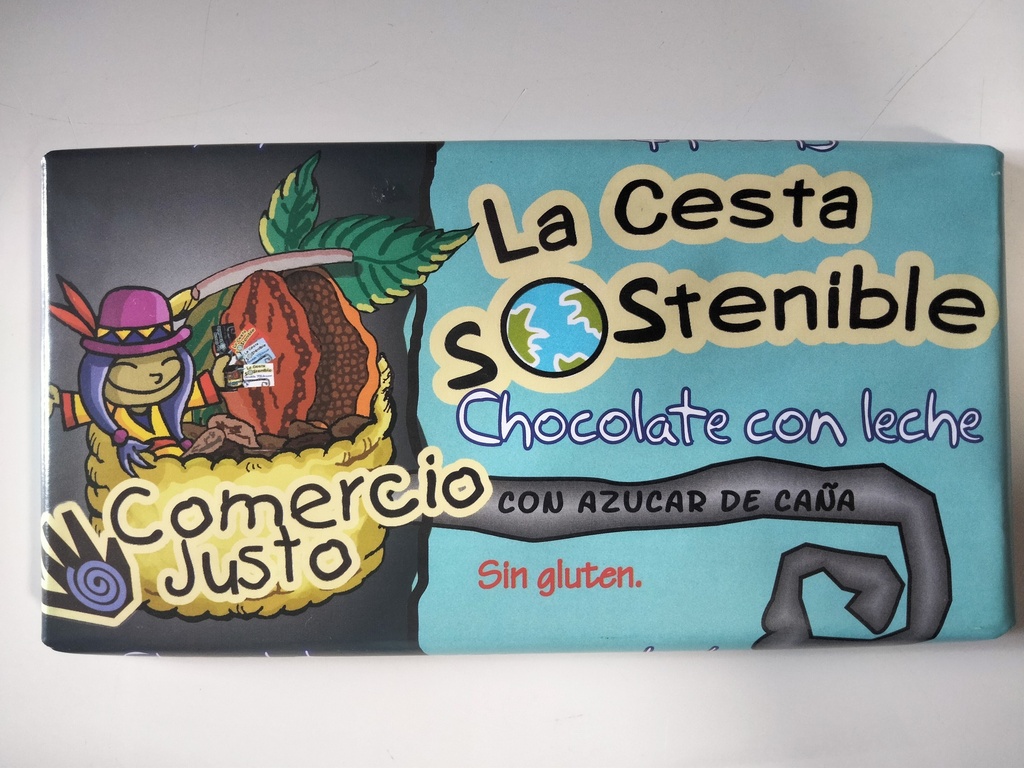 La Cesta
SOStenible
Chocolate con leche
CON AZUCAR DE CAÑA
Sin gluten.
Comercio
Justo